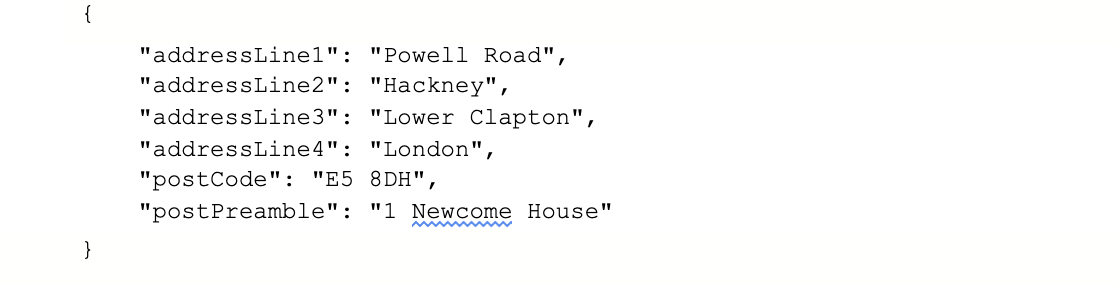 {
"addressLine1": "Powell Road",
"addressLine2": "Hackney",
"addressLine3": "Lower Clapton",
"addressLine4": "London",
"postCode": "E5 8DH",
"postPreamble": "1 Newcome House"
}